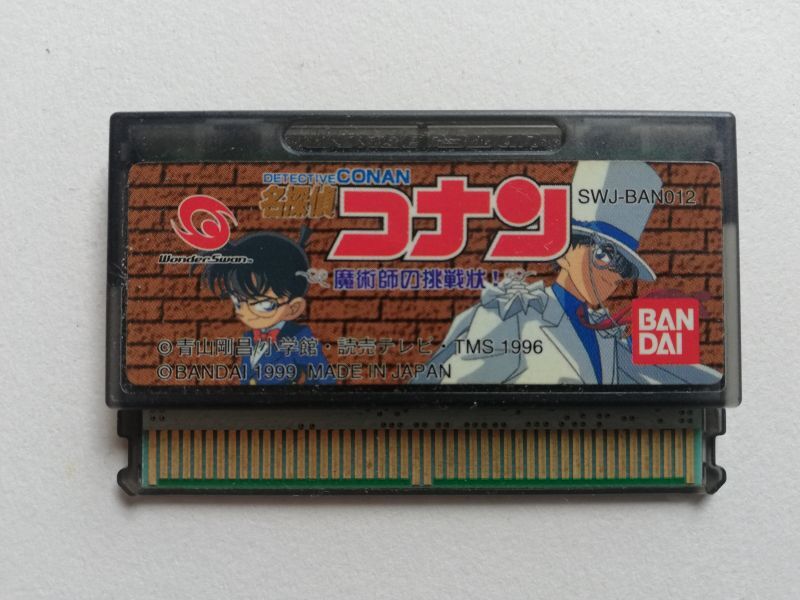 DETECTIVE CONAN
名探偵
コナン
SWJ-BAN012
WonderSwan™
魔術師の挑戦状!
BAN
DAI
©青山剛昌/小学館・読売テレビ・TMS 1996
©BANDAI 1999 MADE IN JAPAN